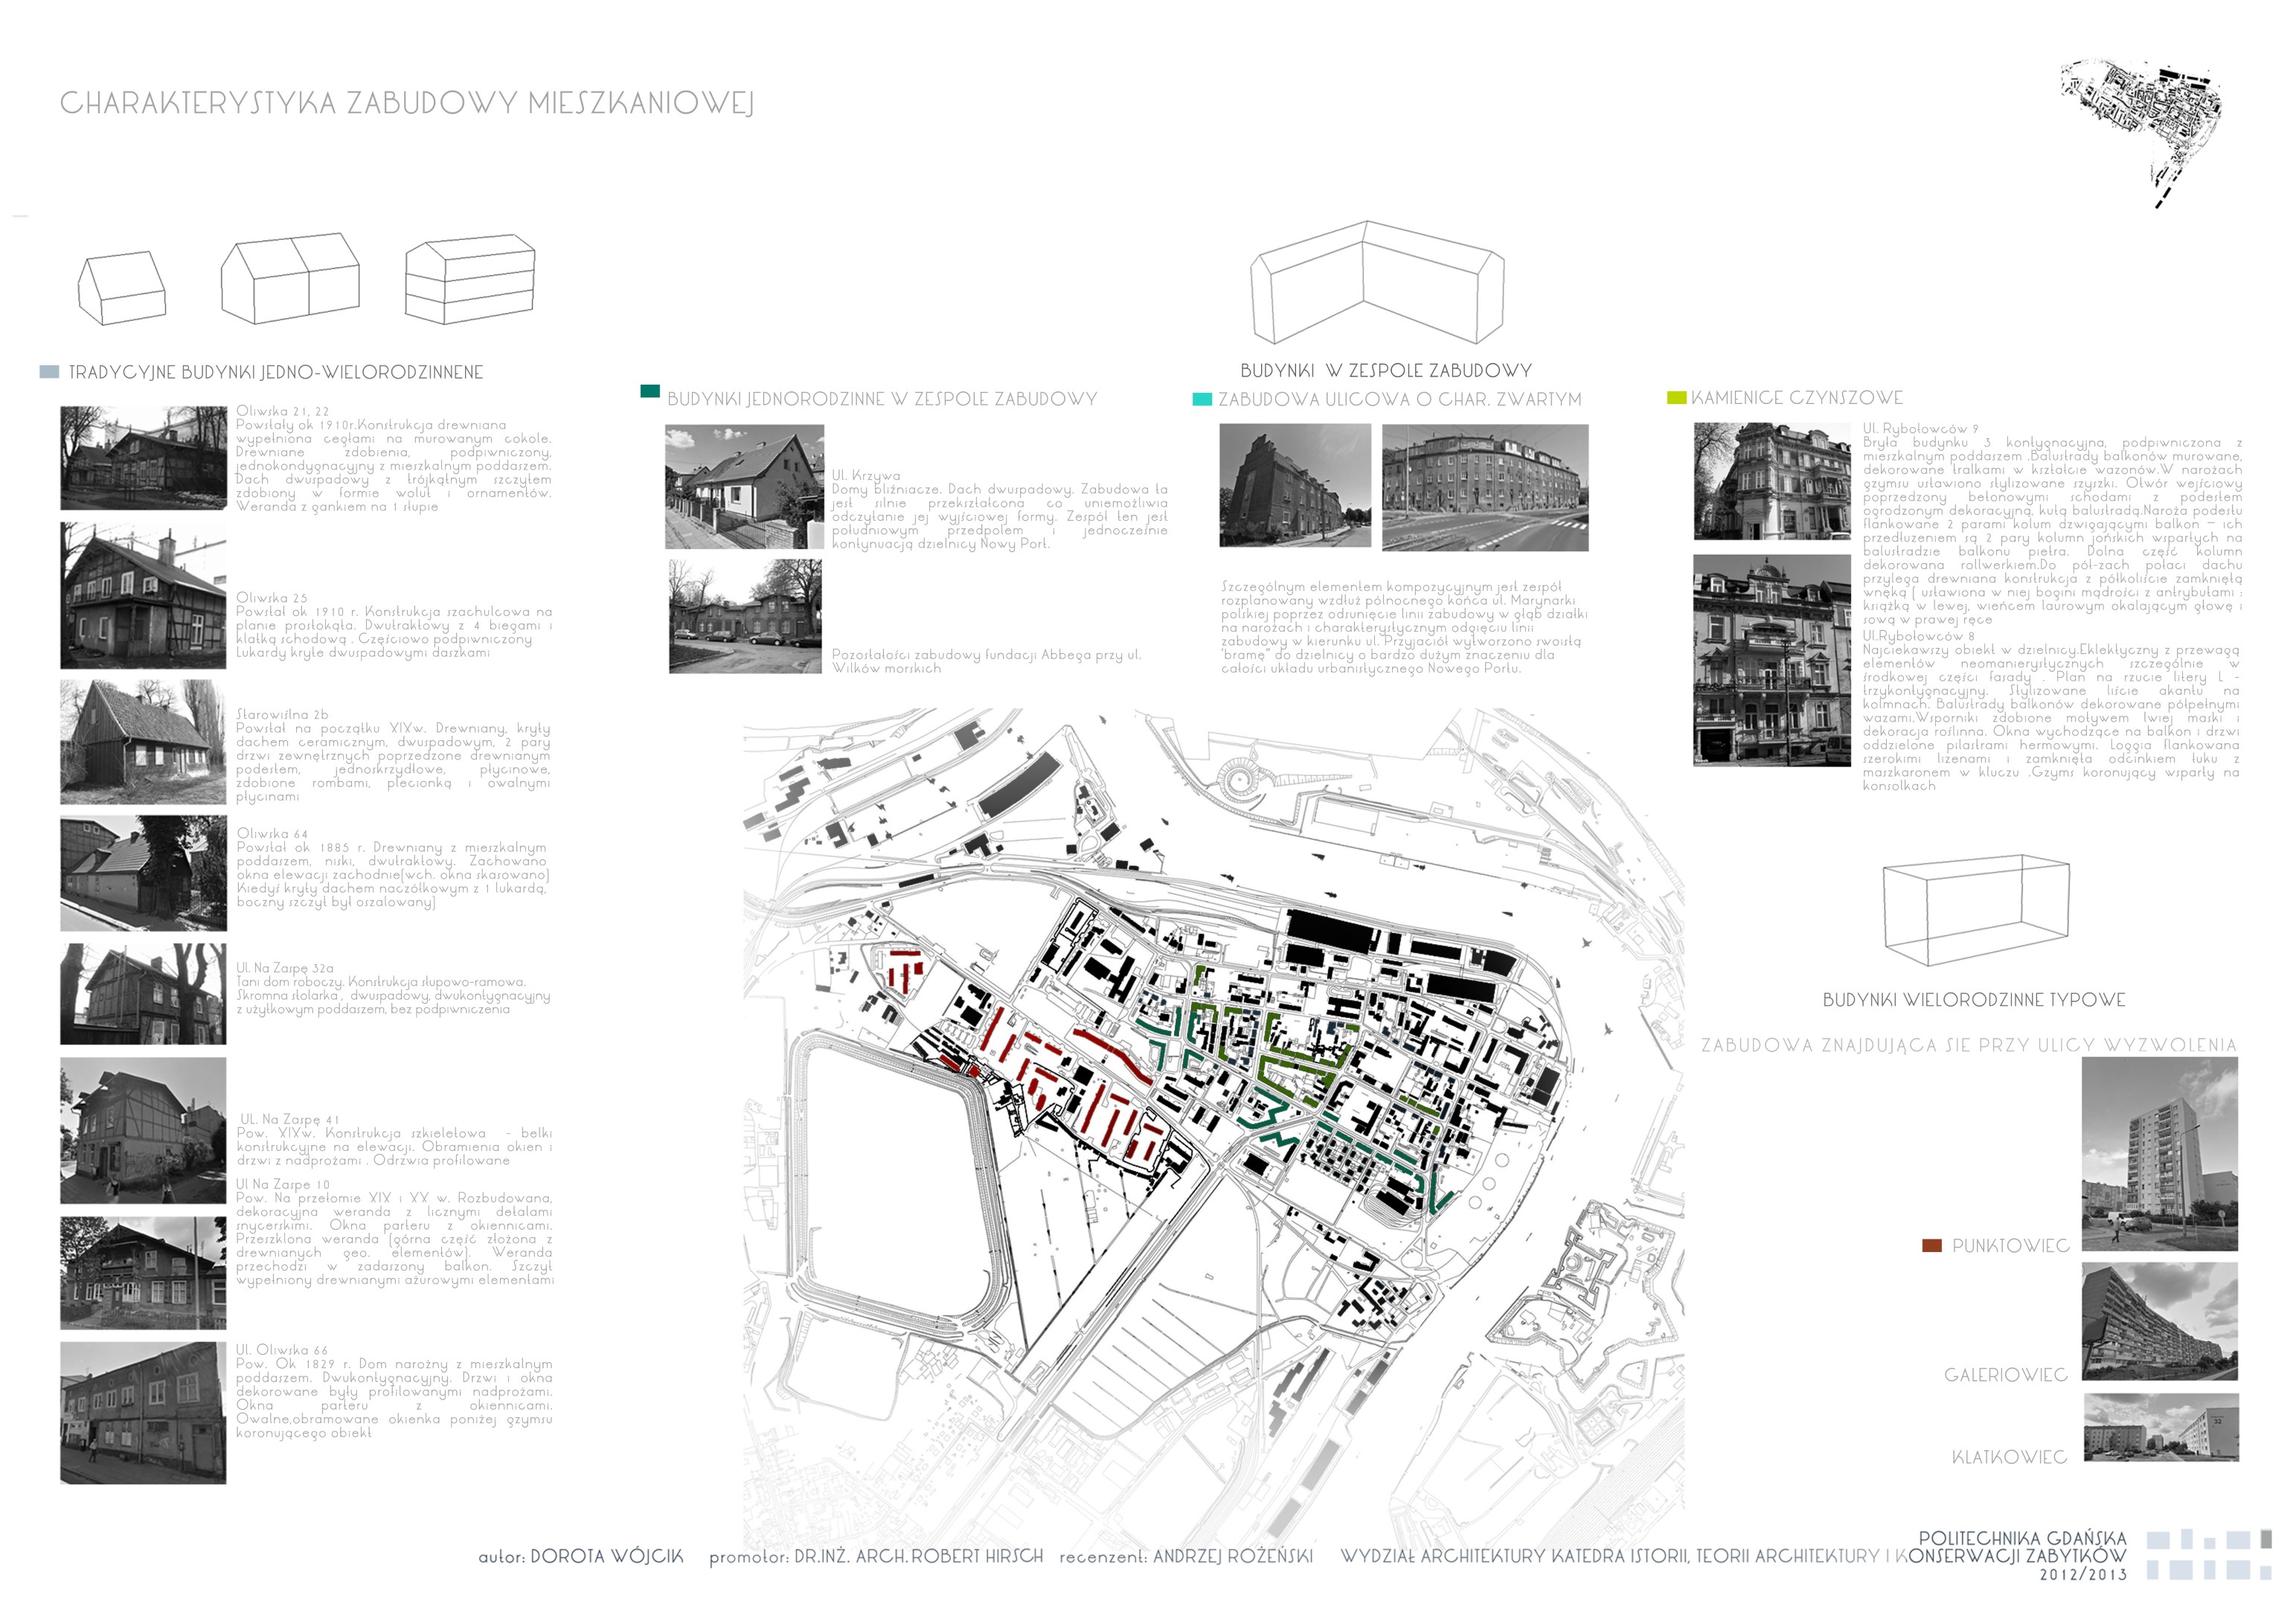 CHARAKTERYSTYKA ZABUDOWY MIESZKANIOWEJ
TRADYCYJNE BUDYNKI JEDNO-WIELORODZINNENE
Oliwska 21, 22
Powstały ok 1910r.Konstrukcja drewniana
wypełniona cegłami na murowanym cokole.
Drewniane zdobienia, podpiwniczony,
jednokondygnacyjny z mieszkalnym poddaszem.
Dach dwuspadowy z trójkątnym szczytem
zdobiony w formie wolut i ornamentów.
Weranda z gankiem na 1 słupie
Oliwska 25
Powstał ok 1910 r. Konstrukcja szachulcowa na
planie prostokąta. Dwutraktowy z 4 biegami i
klatką schodową . Częściowo podpiwniczony
Lukardy kryte dwuspadowymi daszkami
Starowiślna 2b
Powstał na początku XIXw. Drewniany, kryty
dachem ceramicznym, dwuspadowym, 2 pary
drzwi zewnętrznych poprzedzone drewnianym
podestem, jednoskrzydłowe, płycinowe,
zdobione rombami, plecionką i owalnymi
płycinami
Oliwska 64
Powstał ok 1885 r. Drewniany z mieszkalnym
poddaszem, niski, dwutraktowy. Zachowano
okna elewacji zachodnie(wch. okna skasowano)
Kiedyś kryty dachem naczółkowym z 1 lukardą,
boczny szczyt był oszalowany)
Ul. Na Zaspę 32a
Tani dom roboczy. Konstrukcja słupowo-ramowa.
Skromna stolarka , dwuspadowy, dwukontygnacyjny
z użytkowym poddaszem, bez podpiwniczenia
UL. Na Zaspę 41
Pow. XIXw. Konstrukcja szkieletowa - belki
konstrukcyjne na elewacji. Obramienia okien i
drzwi z nadprożami . Odrzwia profilowane
Ul Na Zaspe 10
Pow. Na przełomie XIX i XX w. Rozbudowana,
dekoracyjna weranda z licznymi detalami
snycerskimi. Okna parteru z okiennicami.
Przeszklona weranda (górna część złożona z
drewnianych geo. elementów). Weranda
przechodzi w zadaszony balkon. Szczyt
wypełniony drewnianymi ażurowymi elementami
Ul. Oliwska 66
Pow. Ok 1829 r. Dom narożny z mieszkalnym
poddaszem. Dwukontygnacyjny. Drzwi i okna
dekorowane były profilowanymi nadprożami.
Okna parteru z okiennicami.
Owalne,obramowane okienka poniżej gzymsu
koronującego obiekt
BUDYNKI JEDNORODZINNE W ZESPOLE ZABUDOWY
Ul. Krzywa
Domy bliźniacze. Dach dwuspadowy. Zabudowa ta
jest silnie przekształcona co uniemożliwia
odczytanie jej wyjściowej formy. Zespół ten jest
południowym przedpolem i jednocześnie
kontynuacją dzielnicy Nowy Port.
Pozostałości zabudowy fundacji Abbega przy ul.
Wilków morskich
BUDYNKI W ZESPOLE ZABUDOWY
ZABUDOWA ULICOWA O CHAR. ZWARTYM
Szczególnym elementem kompozycyjnym jest zespół
rozplanowany wzdłuż północnego końca ul. Marynarki
polskiej poprzez odsunięcie linii zabudowy w głąb działki
na narożach i charakterystycznym odgięciu linii
zabudowy w kierunku ul. Przyjaciół wytworzono swoistą
"bramę" do dzielnicy o bardzo dużym znaczeniu dla
całości układu urbanistycznego Nowego Portu.
KAMIENICE CZYNSZOWE
Ul. Rybołowców 9
Bryła budynku 3 kontygnacyjna, podpiwniczona z
mieszkalnym poddaszem .Balustrady balkonów murowane,
dekorowane tralkami w kształcie wazonów.W narożach
gzymsu ustawiono stylizowane szyszki. Otwór wejściowy
poprzedzony betonowymi schodami z podestem
ogrodzonym dekoracyjną, kutą balustradą.Naroża podestu
flankowane 2 parami kolum dzwigającymi balkon – ich
przedłuzeniem są 2 pary kolumn jońskich wspartych na
balustradzie balkonu piętra. Dolna część kolumn
dekorowana rollwerkiem.Do pół-zach połaci dachu
przylega drewniana konstrukcja z półkoliście zamkniętą
wnęką ( ustawiona w niej bogini mądrości z antrybutami :
książką w lewej, wieńcem laurowym okalającym głowę i
sową w prawej ręce
Ul.Rybołowców 8
Najciekawszy obiekt w dzielnicy.Eklektyczny z przewagą
elementów neomanierystycznych szczególnie w
środkowej części fasady . Plan na rzucie litery L -
trzykontygnacyjny. Stylizowane liście akantu na
kolmnach. Balustrady balkonów dekorowane półpełnymi
wazami.Wsporniki zdobione motywem lwiej maski i
dekoracja roślinna. Okna wychodzące na balkon i drzwi
oddzielone pilastrami hermowymi. Loggia flankowana
szerokimi lizenami i zamknięta odcinkiem łuku z
maszkaronem w kluczu .Gzyms koronujący wsparty na
konsolkach
BUDYNKI WIELORODZINNE TYPOWE
ZABUDOWA ZNAJDUJĄCA SIE PRZY ULICY WYZWOLENIA
PUNKTOWIEC
GALERIOWIEC
32
KLATKOWIEC
autor: DOROTA WÓJCIK promotor: DR.INŻ. ARCH. ROBERT HIRSCH recenzent: ANDRZEJ ROŻEŃSKI WYDZIAŁ ARCHITEKTURY KATEDRA ISTORII, TEORII ARCHITEKTURY I KONSERWACJI ZABYTKÓW
POLITECHNIKA GDAŃSKA
2012/2013